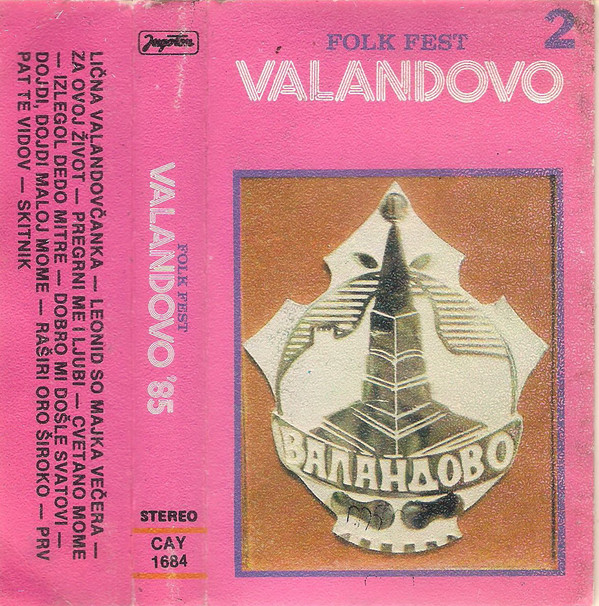 LIČNA VALANDOVČANKA — LEONID SO MAJKA VEČERA —
ZA OVOJ ŽIVOT — PREGRNI ME I LJUBI — CVETANO MOME
— IZLEGOL DEDO MITRE — DOBRO MI DOŠLE SVATOVI —
DOJDI, DOJDI MALOJ MOME — RAŠIRI ORO ŠIROKO — PRV
PAT TE VIDOV — SKITNIK
Jugoton
FOLK FEST
VALANDOVO '85
STEREO
CAY
1684
2
FOLK FEST
VALANDOVO
ВАЛАНДОВО